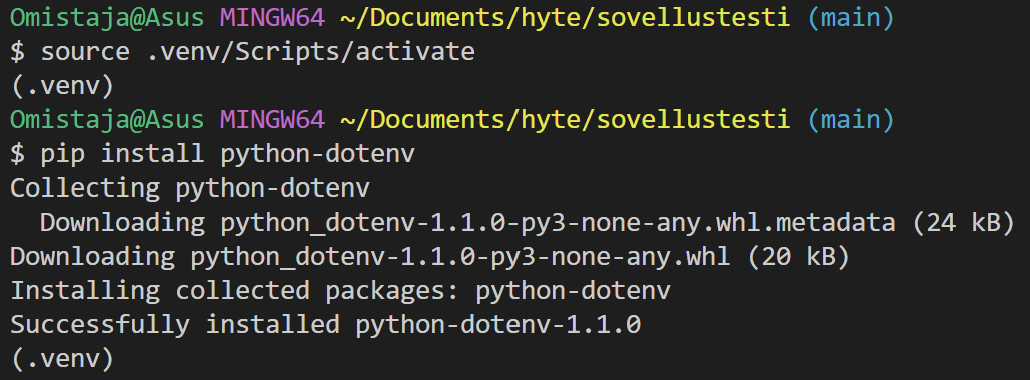 Omistaja@Asus MINGW64 ~/Documents/hyte/sovellustesti (main)
$ source .venv/Scripts/activate
(.venv)
Omistaja@Asus MINGW64 ~/Documents/hyte/sovellustesti (main)
$ pip install python-dotenv
Collecting python-dotenv
  Downloading python_dotenv-1.1.0-py3-none-any.whl.metadata (24 kB)
Downloading python_dotenv-1.1.0-py3-none-any.whl (20 kB)
Installing collected packages: python-dotenv
Successfully installed python-dotenv-1.1.0
(.venv)